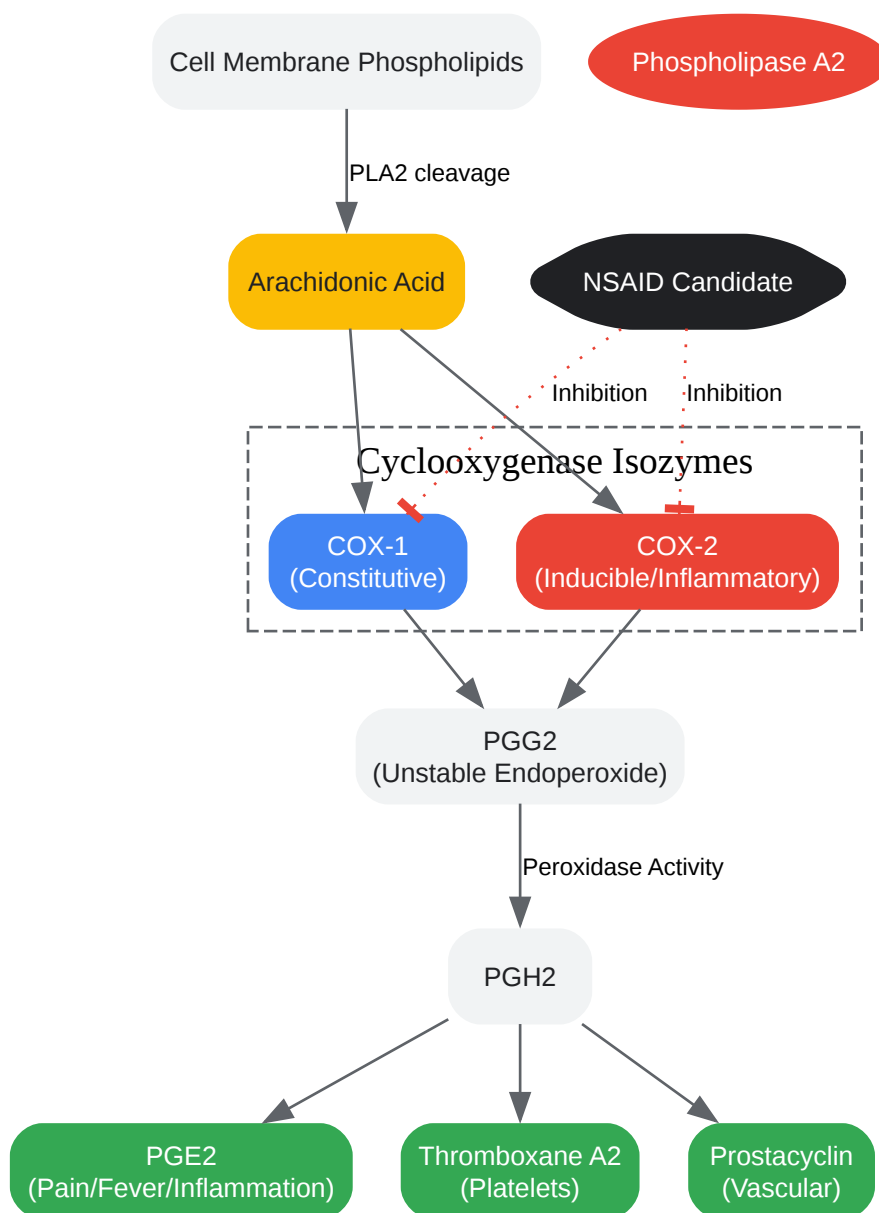 Cell Membrane Phospholipids
Phospholipase A2
PLA2 cleavage
Arachidonic Acid
NSAID Candidate
Inhibition
Inhibition
Cyclooxygenase Isozymes
COX-1
(Constitutive)
COX-2
(Inducible/Inflammatory)
PGG2
(Unstable Endoperoxide)
Peroxidase Activity
PGH2
PGE2
(Pain/Fever/Inflammation)
Thromboxane A2
(Platelets)
Prostacyclin
(Vascular)